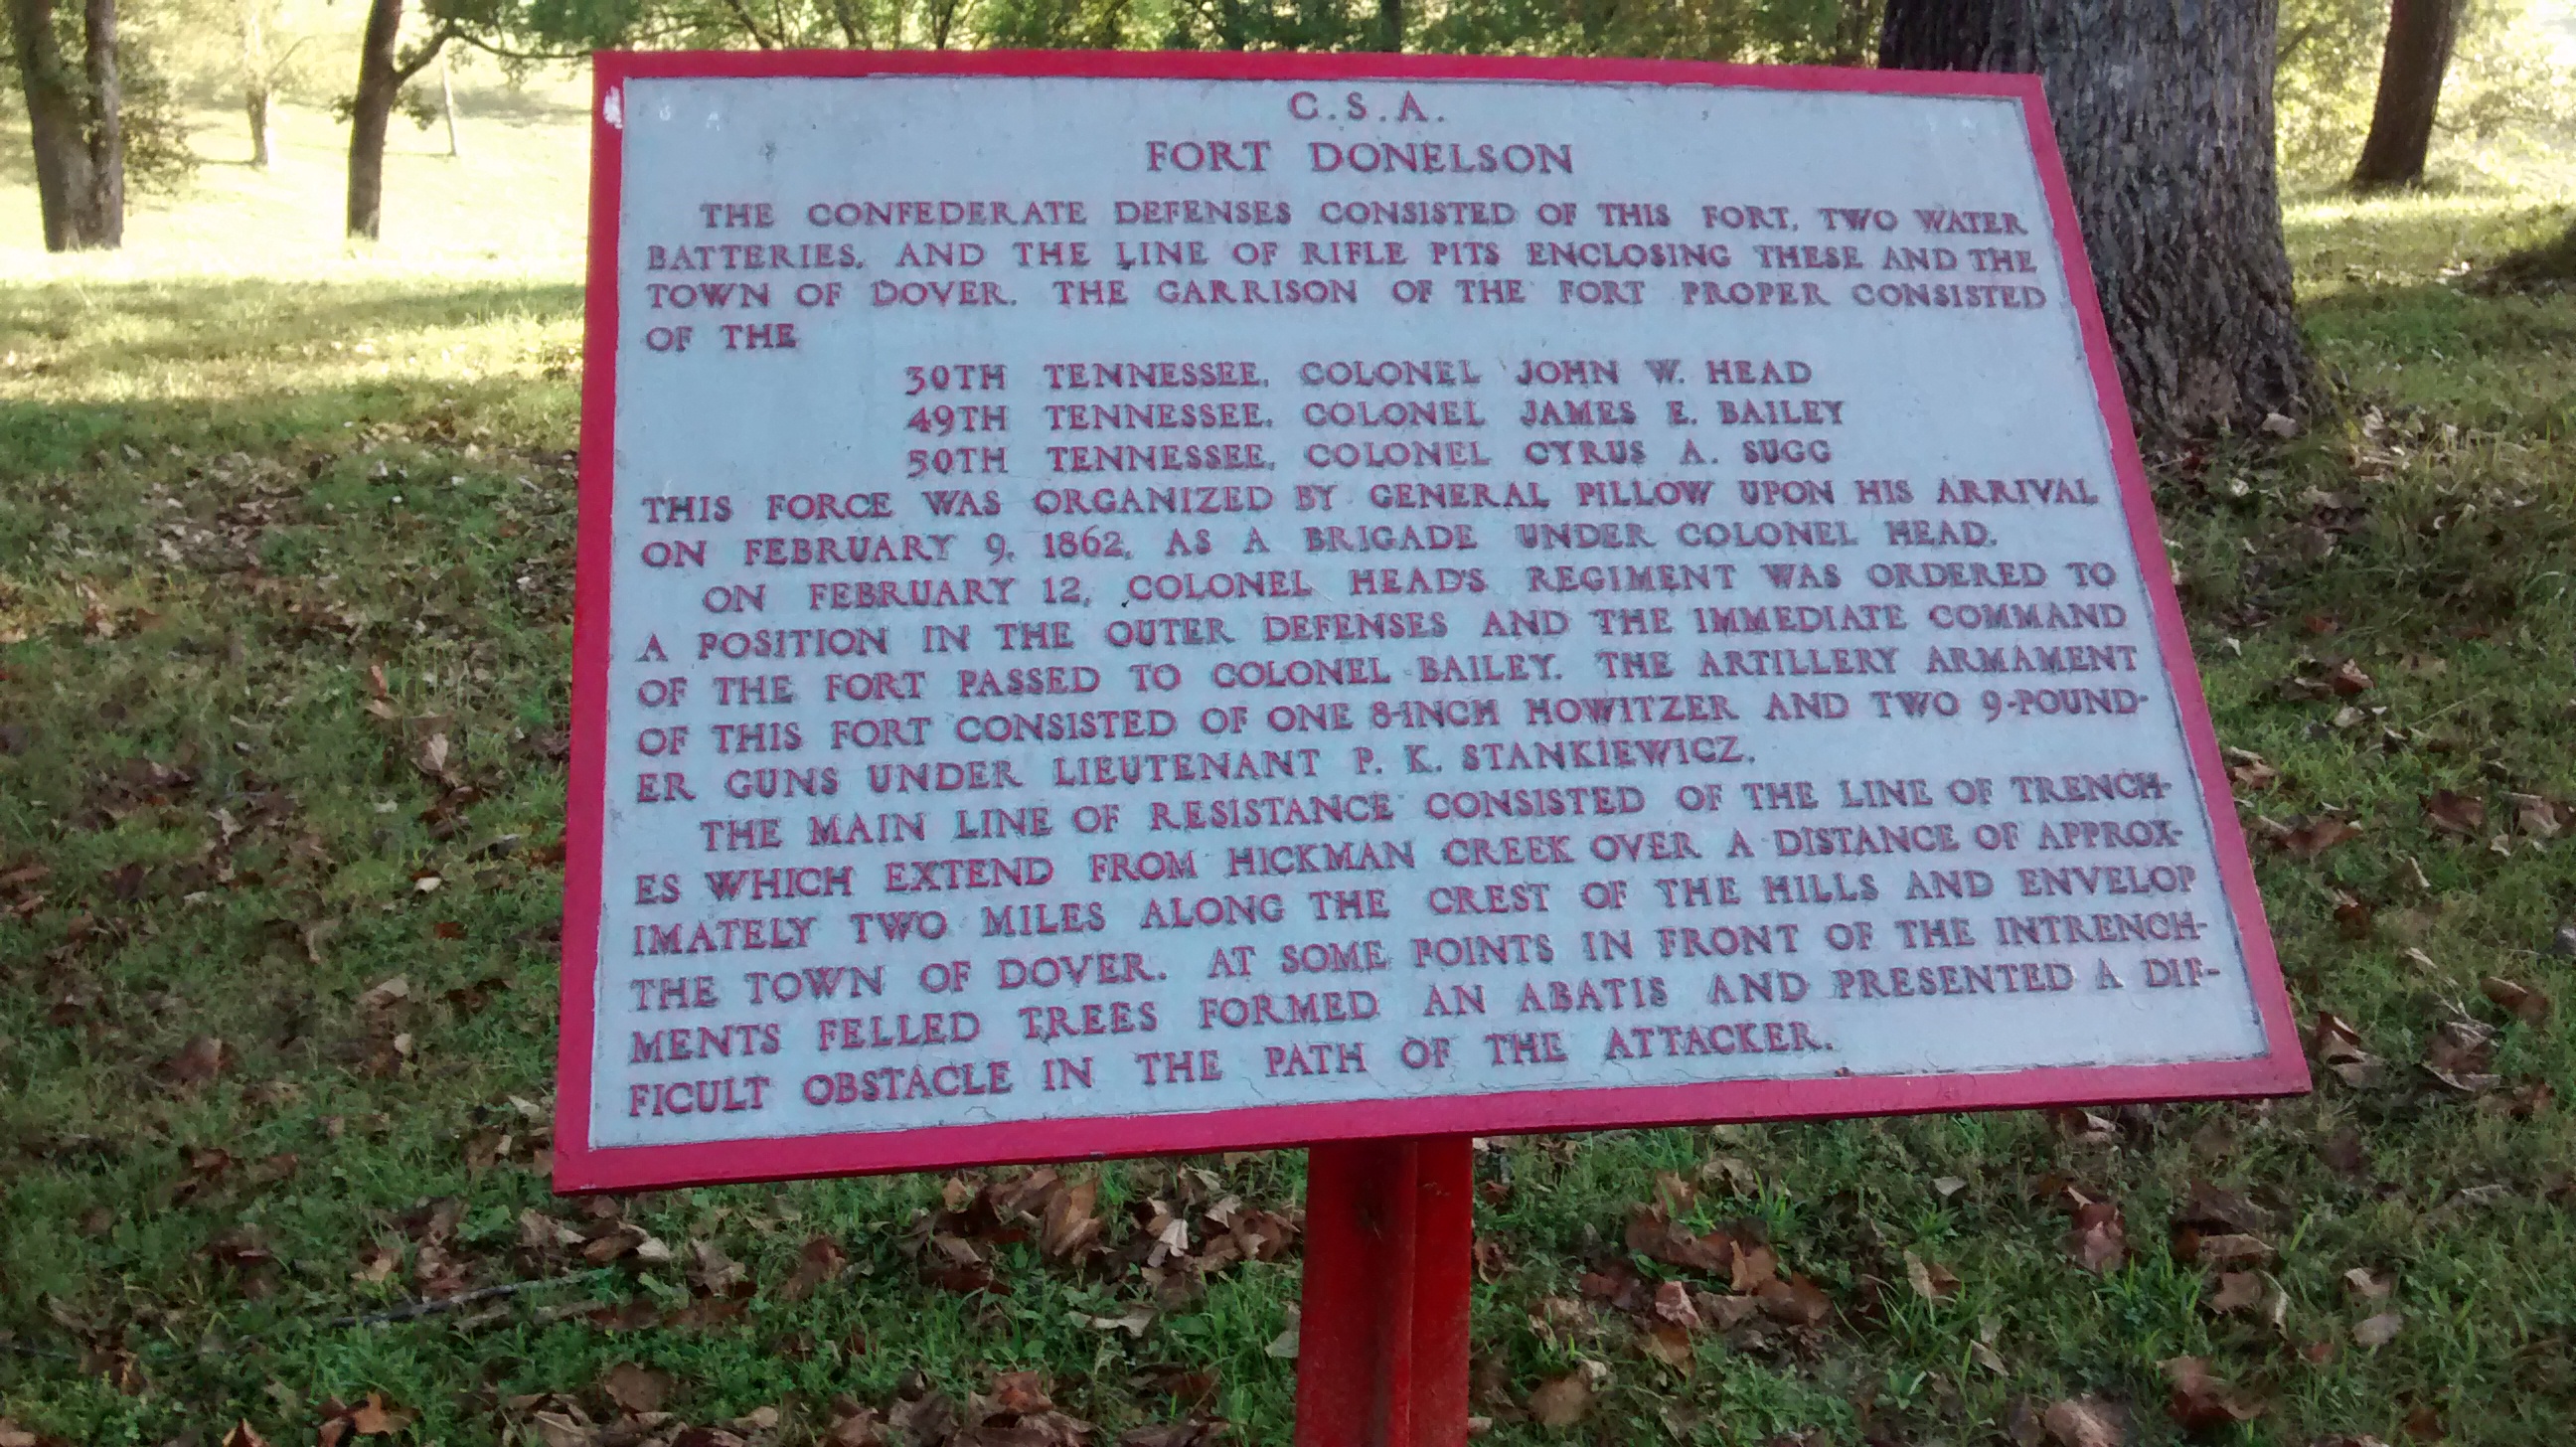 C.S.A.
FORT DONELSON
THE CONFEDERATE DEFENSES CONSISTED OF THIS FORT, TWO WATER
BATTERIES, AND THE LINE OF RIFLE PITS ENCLOSING THESE AND THE
TOWN OF DOVER. THE GARRISON OF THE FORT PROPER CONSISTED
OF THE
30TH TENNESSEE, COLONEL JOHN W. HEAD
49TH TENNESSEE, COLONEL JAMES E. BAILEY
50TH TENNESSEE, COLONEL CYRUS A. SUGG
THIS FORCE WAS ORGANIZED BY GENERAL PILLOW UPON HIS ARRIVAL
ON FEBRUARY 9, 1862, AS A BRIGADE UNDER COLONEL HEAD.
ON FEBRUARY 12, COLONEL HEAD'S REGIMENT WAS ORDERED TO
A POSITION IN THE OUTER DEFENSES AND THE IMMEDIATE COMMAND
OF THE FORT PASSED TO COLONEL BAILEY. THE ARTILLERY ARMAMENT
OF THIS FORT CONSISTED OF ONE 8-INCH HOWITZER AND TWO 9-POUND-
ER GUNS UNDER LIEUTENANT P. K. STANKIEWICZ.
THE MAIN LINE OF RESISTANCE CONSISTED OF THE LINE OF TRENCH-
ES WHICH EXTEND FROM HICKMAN CREEK OVER A DISTANCE OF APPROX-
IMATELY TWO MILES ALONG THE CREST OF THE HILLS AND ENVELOP
THE TOWN OF DOVER. AT SOME POINTS IN FRONT OF THE INTRENCH-
MENTS FELLED TREES FORMED AN ABATIS AND PRESENTED A DIF-
FICULT OBSTACLE IN THE PATH OF THE ATTACKER.